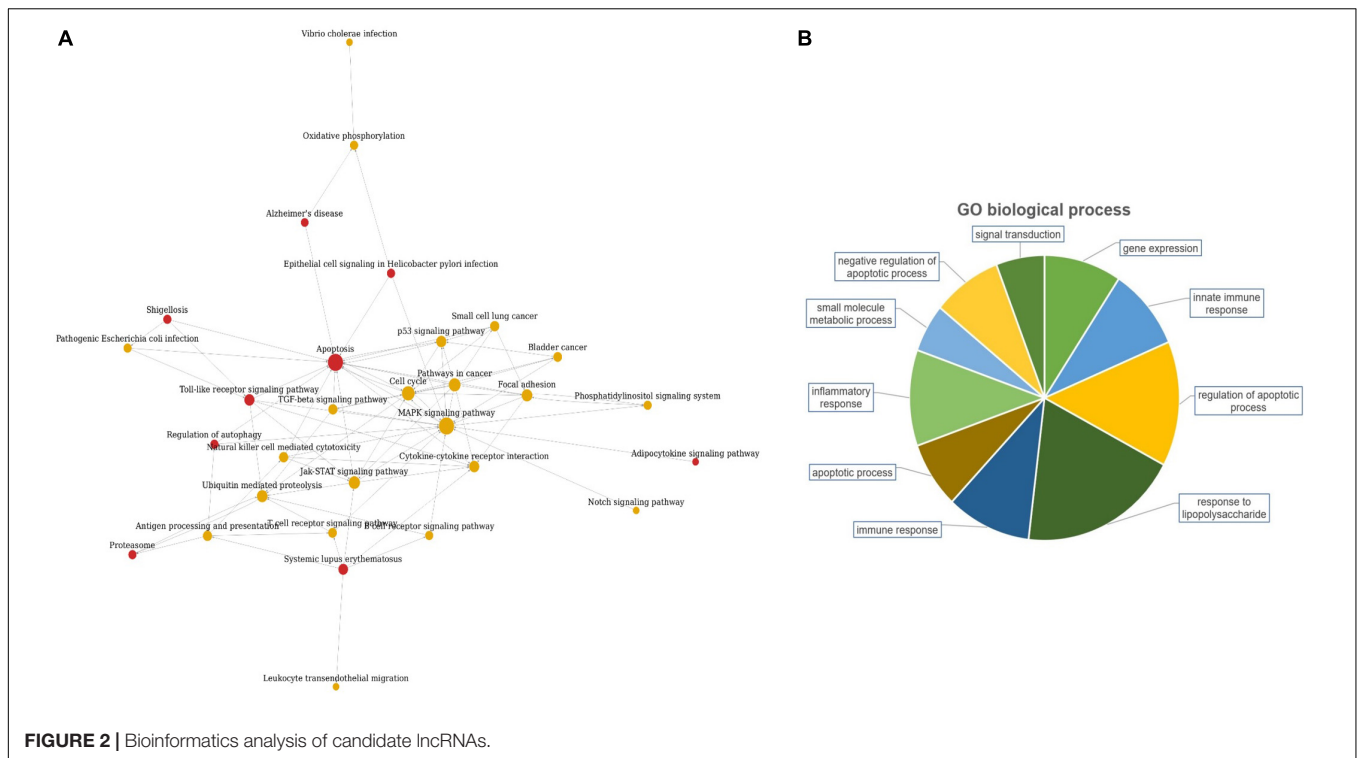 A
Vibrio cholerae infection
Oxidative phosphorylation
Alzheimer's disease
Epithelial cell signaling in Helicobacter pylori infection
Shigellosis
Small cell lung cancer
p53 signaling pathway
Pathogenic Escherichia coli infection
Apoptosis
Bladder cancer
Pathways in cancer
Cell cycle
Focal adhesion
Toll-like receptor signaling pathway
TGF-beta signaling pathway
Phosphatidylinositol signaling system
MAPK signaling pathway
Regulation of autophagy
Natural killer cell mediated cytotoxicity
Cytokine-cytokine receptor interaction
Adipocytokine signaling pathway
Jak-STAT signaling pathway
Ubiquitin mediated proteolysis
Notch signaling pathway
Antigen processing and presentation
T cell receptor signaling pathway
B cell receptor signaling pathway
Proteasome
Systemic lupus erythematosus
Leukocyte transendothelial migration
B
GO biological process
signal transduction
gene expression
negative regulation of
apoptotic process
innate immune
response
small molecule
metabolic process
inflammatory
response
regulation of apoptotic
process
apoptotic process
response to
lipopolysaccharide
immune response
FIGURE 2 | Bioinformatics analysis of candidate lncRNAs.